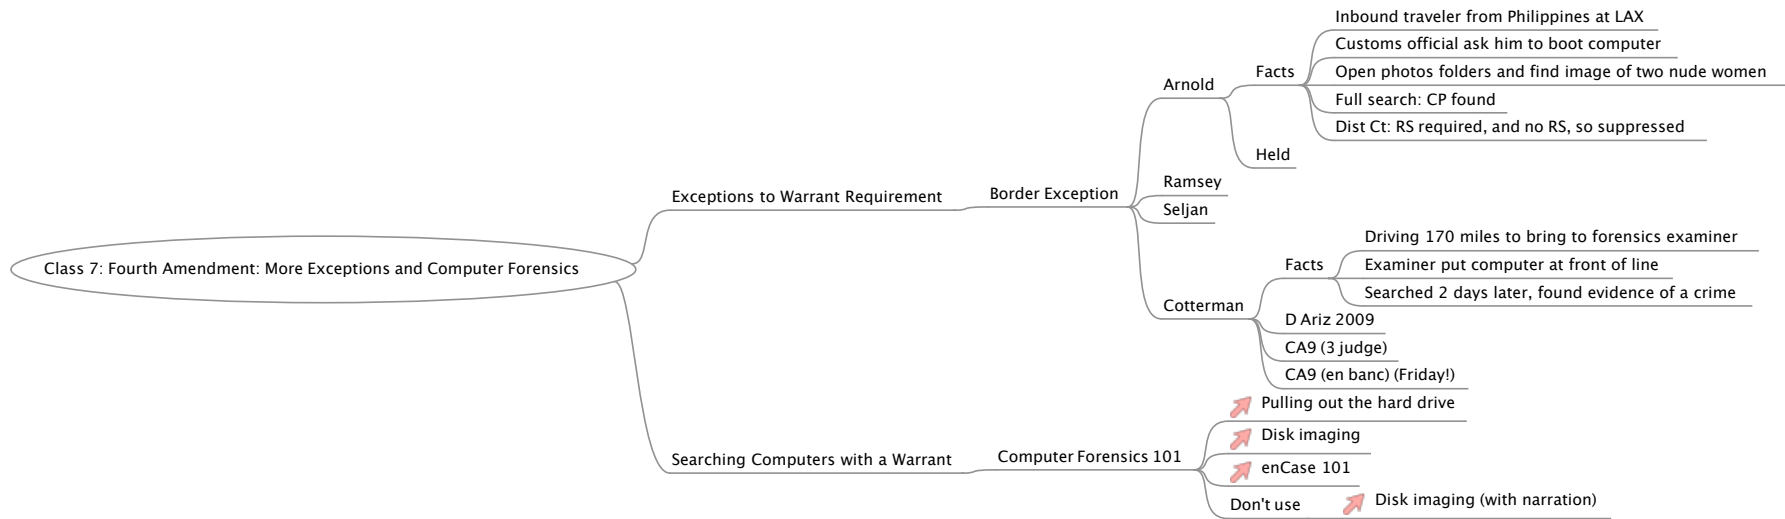 Class 7: Fourth Amendment: More Exceptions and Computer Forensics
Exceptions to Warrant Requirement
Border Exception
Arnold
Facts
Inbound traveler from Philippines at LAX
Customs official ask him to boot computer
Open photos folders and find image of two nude women
Full search: CP found
Dist Ct: RS required, and no RS, so suppressed
Held
Ramsey
Seljan
Cotterman
Facts
Driving 170 miles to bring to forensics examiner
Examiner put computer at front of line
Searched 2 days later, found evidence of a crime
D Ariz 2009
CA9 (3 judge)
CA9 (en banc) (Friday!)
Searching Computers with a Warrant
Computer Forensics 101
Pulling out the hard drive
Disk imaging
enCase 101
Don't use
Disk imaging (with narration)